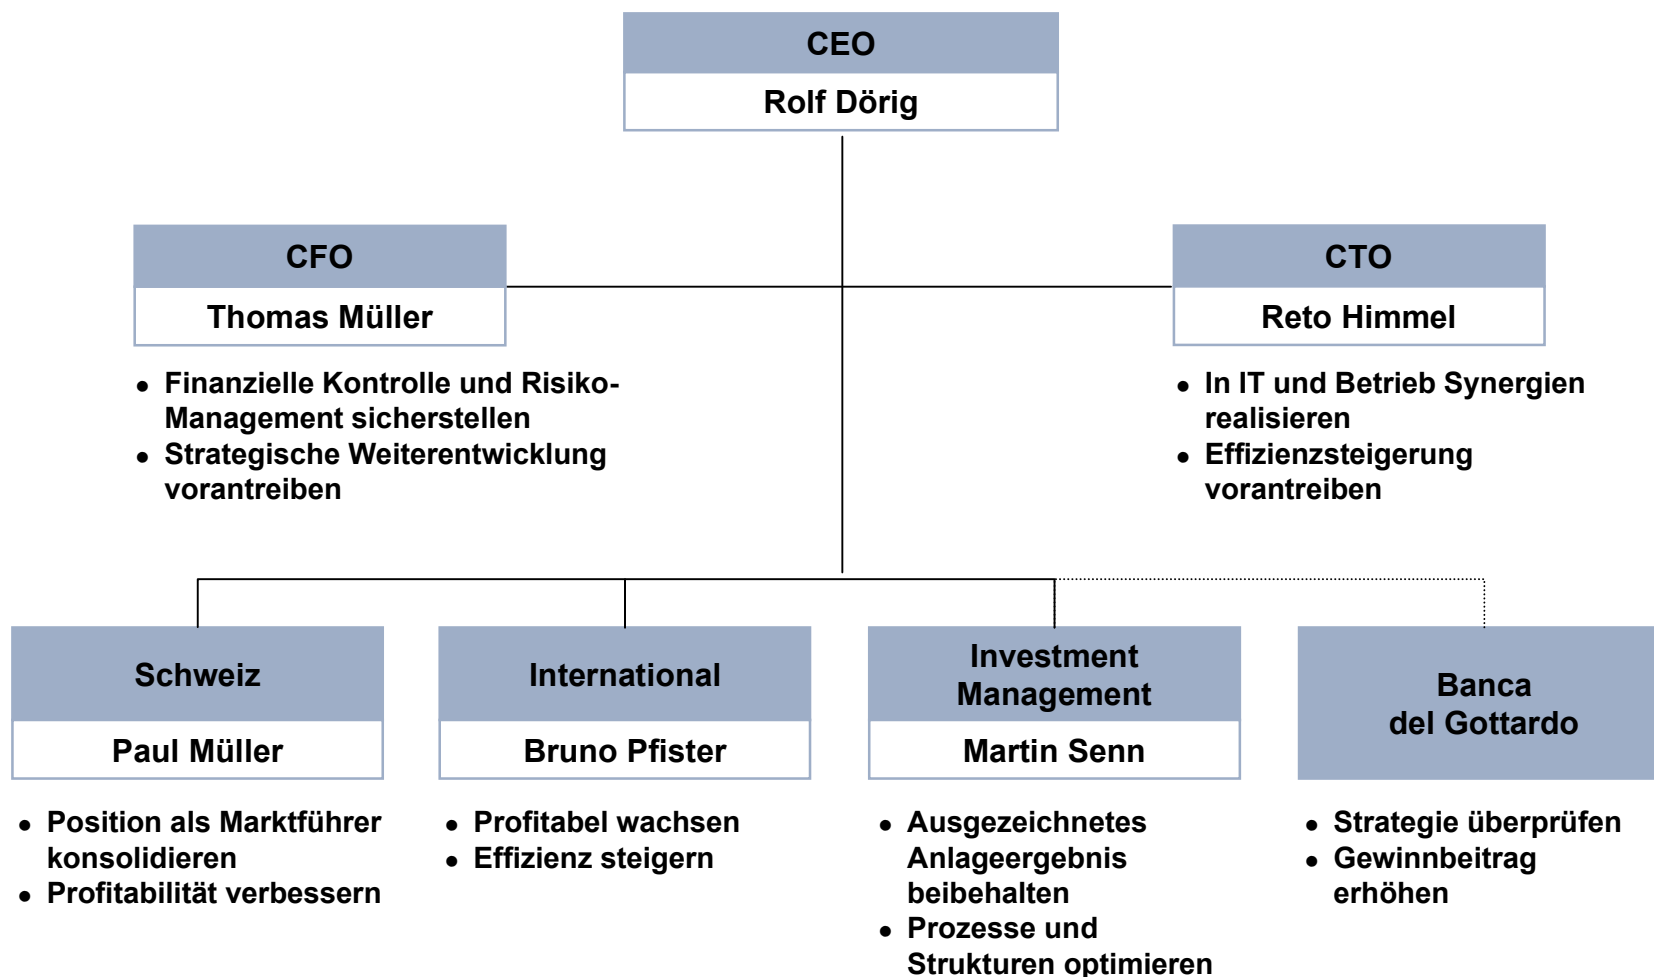 CEO
Rolf Dörig
CFO
Thomas Müller
• Finanzielle Kontrolle und Risiko-
Management sicherstellen
• Strategische Weiterentwicklung
vorantreiben
CTO
Reto Himmel
• In IT und Betrieb Synergien
realisieren
• Effizienzsteigerung
vorantreiben
Schweiz
Paul Müller
• Position als Marktführer
konsolidieren
• Profitabilität verbessern
International
Bruno Pfister
• Profitabel wachsen
• Effizienz steigern
Investment
Management
Martin Senn
• Ausgezeichnetes
Anlageergebnis
beibehalten
• Prozesse und
Strukturen optimieren
Banca
del Gottardo
• Strategie überprüfen
• Gewinnbeitrag
erhöhen